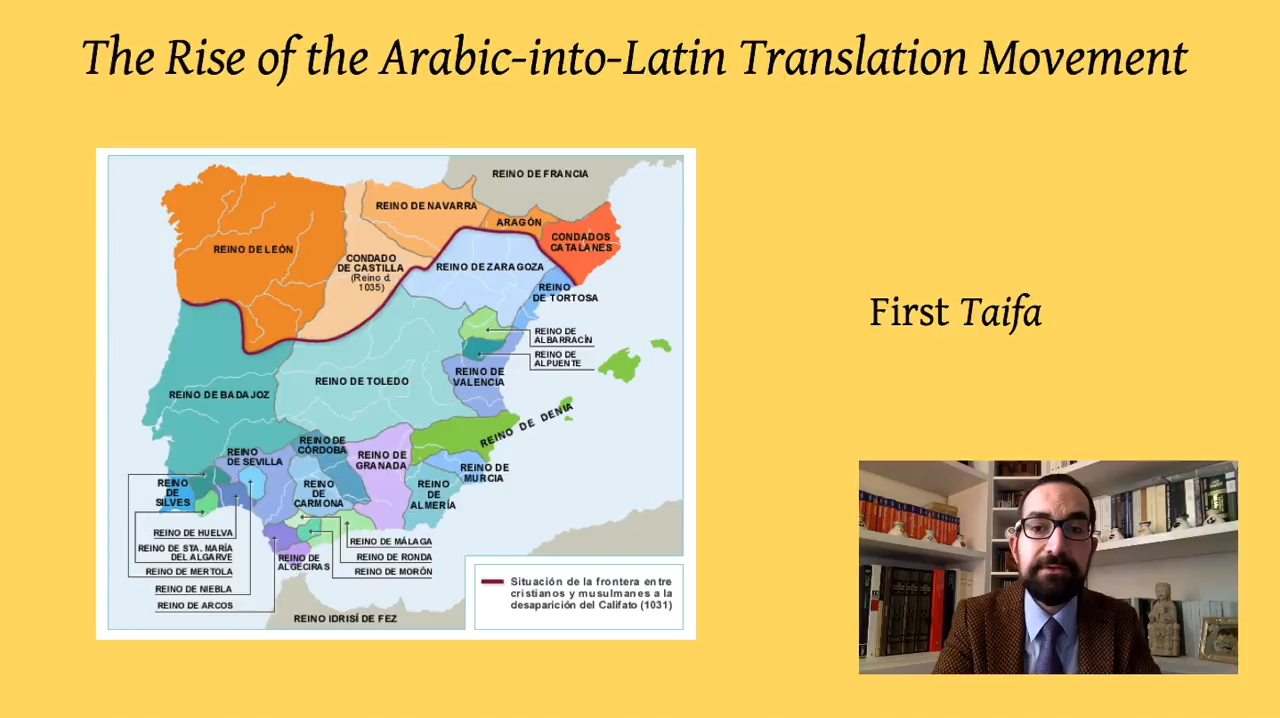 The Rise of the Arabic-into-Latin Translation Movement
REINO DE FRANCIA
REINO DE NAVARRA
ARAGÓN
CONDADOS
CATALANES
REINO DE LEÓN
CONDADO
DE CASTILLA
(Reino d.
1035)
REINO DE ZARAGOZA
REINO
DE TORTOSA
REINO DE
ALBARRACÍN
REINO DE
ALPUENTE
REINO DE
VALENCIA
REINO DE TOLEDO
REINO DE BADAJOZ
REINO DE DENIA
REINO DE
CÓRDOBA
REINO
DE SEVILLA
REINO DE
GRANADA
REINO DE
MURCIA
REINO
DE
SILVES
REINO
DE
CARMONA
REINO
DE
ALMERÍA
REINO DE HUELVA
REINO DE STA. MARÍA
DEL ALGARVE
REINO DE MERTOLA
REINO DE NIEBLA
REINO DE ARCOS
REINO DE
ALGECIRAS
REINO DE MÁLAGA
REINO DE RONDA
REINO DE MORÓN
REINO IDRISÍ DE FEZ
Situación de la frontera entre
cristianos y musulmanes a la
desaparición del Califato (1031)
First Taifa